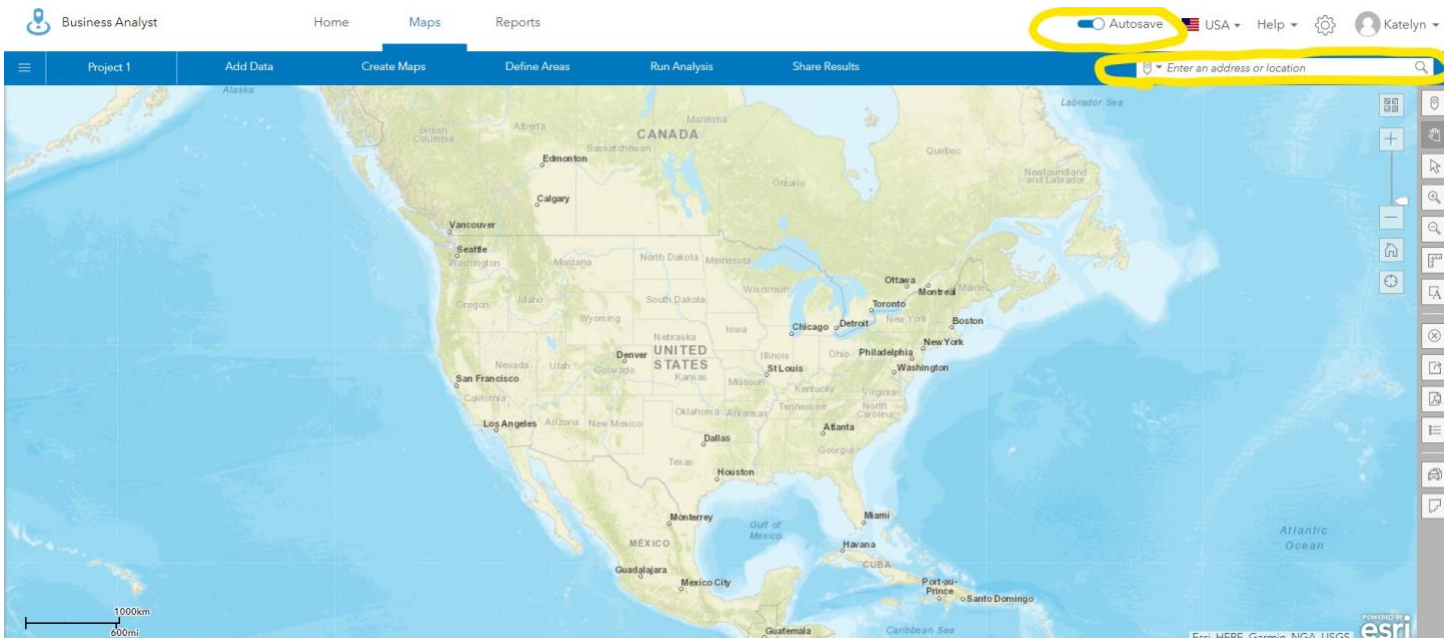 Business Analyst Home Maps Reports Autosave USA Help Katelyn
Project 1 Add Data Create Maps Define Areas Run Analysis Share Results Enter an address or location
Alaska
Labrador Sea
British
Columbia
Alberta
Manitoba
CANADA
Saskatchewan
Edmonton
Quebec
Newfoundland
and Labrador
Ontario
Calgary
Vancouver
Seattle
Washington
Montana
North Dakota
Minnesota
Ottawa
Montreal
Maine
Oregon
Idaho
South Dakota
Wisconsin
Toronto
Wyoming
Iowa
Chicago
Detroit
New York
Boston
Nebraska
New York
Denver
UNITED
STATES
Illinois
Ohio
Philadelphia
Nevada
Utah
Colorado
Kansas
St Louis
Washington
San Francisco
Missouri
Kentucky
Virginia
California
Oklahoma
Arkansas
Tennessee
North
Carolina
Los Angeles
Arizona
New Mexico
Atlanta
Dallas
Georgia
Texas
Houston
Monterrey
Gulf of
Mexico
Miami
Atlantic
Ocean
MÉXICO
Havana
CUBA
Guadalajara
Mexico City
Port-au-
Prince
Santo Domingo
1000km
600mi
Guatemala
Caribbean Sea
Esri, HERE, Garmin, NGA, USGS
POWERED BY
esri